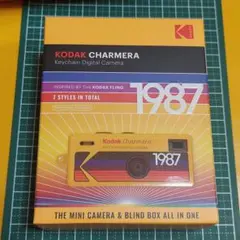 KODAK CHARMERA
Keychain Digital Camera
INSPIRED BY THE KODAK FLING
7 STYLES IN TOTAL
1987
Kodak Charmera
1987
THE MINI CAMERA & BLIND BOX ALL IN ONE